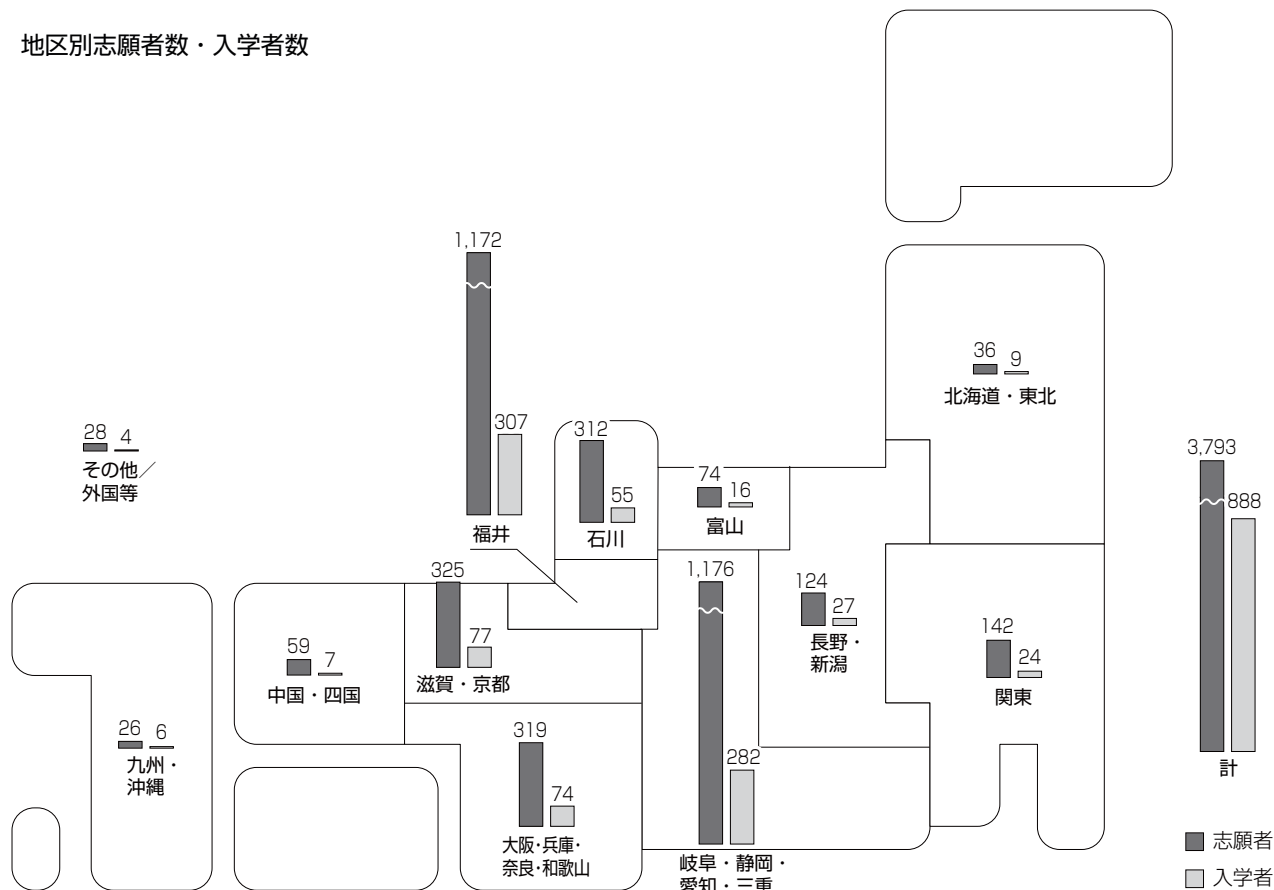 地区別志願者数・入学者数
36 9
北海道・東北
1,172
307
福井
312
55
石川
74
16
富山
28 4
その他／
外国等
3,793
888
計
325
77
滋賀・京都
1,176
282
岐阜・静岡・
愛知・三重
124
27
長野・
新潟
142
24
関東
59
7
中国・四国
26 6
九州・
沖縄
319
74
大阪・兵庫・
奈良・和歌山
志願者
入学者